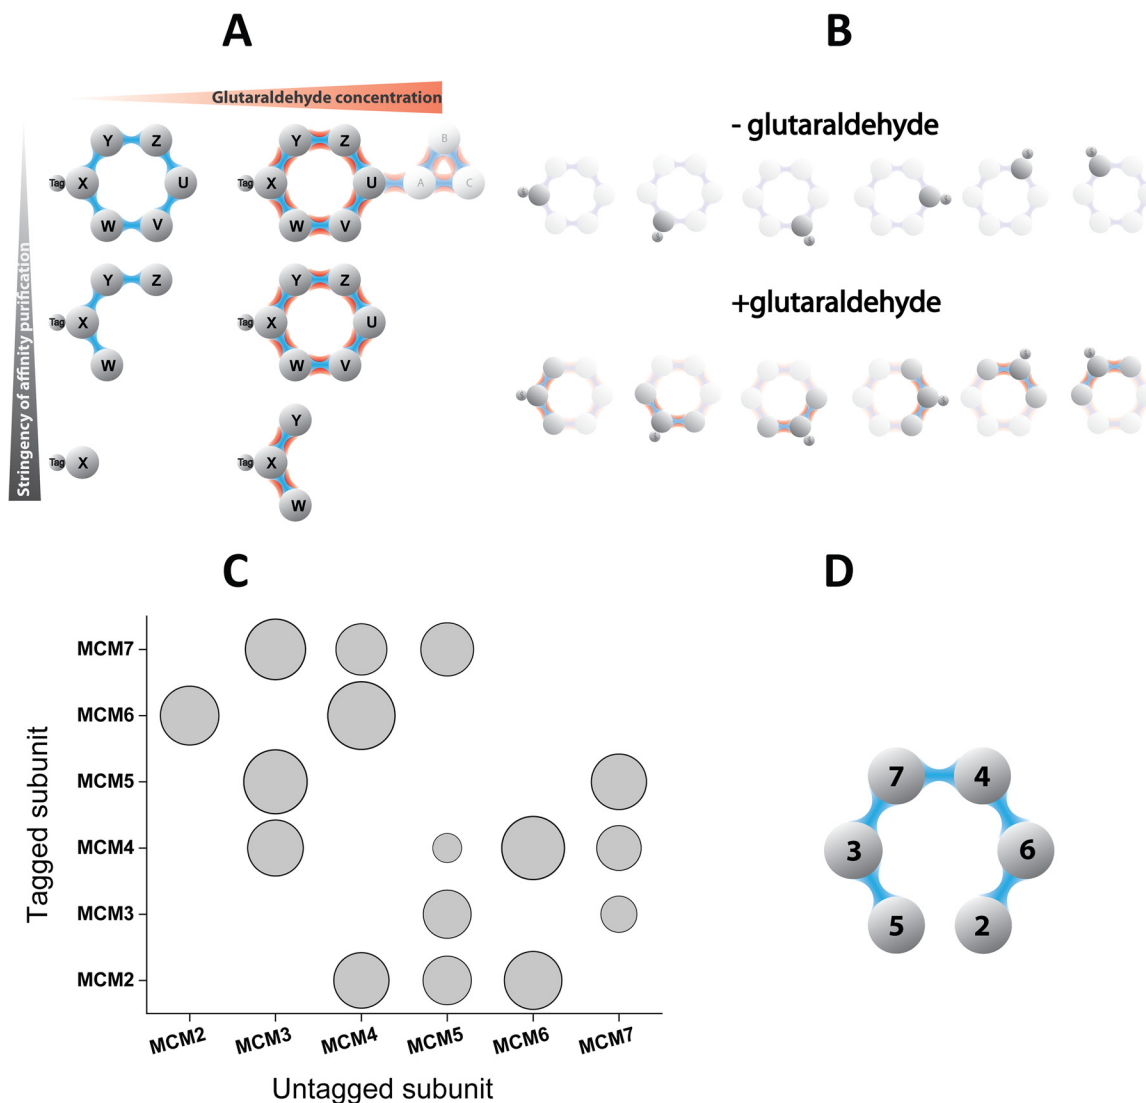 A
Glutaraldehyde concentration
Stringency of affinity purification
Y Z
Tag X U
W V
Y Z B
Tag X U A C
W V
Y Z
Tag X
W
Y Z
Tag X U
W V
Tag X
Y
Tag X
W
B
- glutaraldehyde
+glutaraldehyde
C
Tagged subunit
MCM7
MCM6
MCM5
MCM4
MCM3
MCM2
MCM2 MCM3 MCM4 MCM5 MCM6 MCM7
Untagged subunit
D
7 4
3 6
5 2